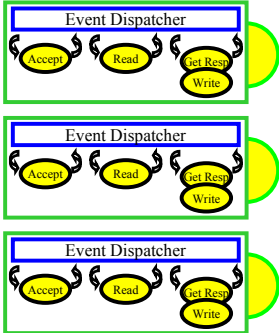 Event Dispatcher
Accept Read Get Resp
Write
Event Dispatcher
Accept Read Get Resp
Write
Event Dispatcher
Accept Read Get Resp
Write